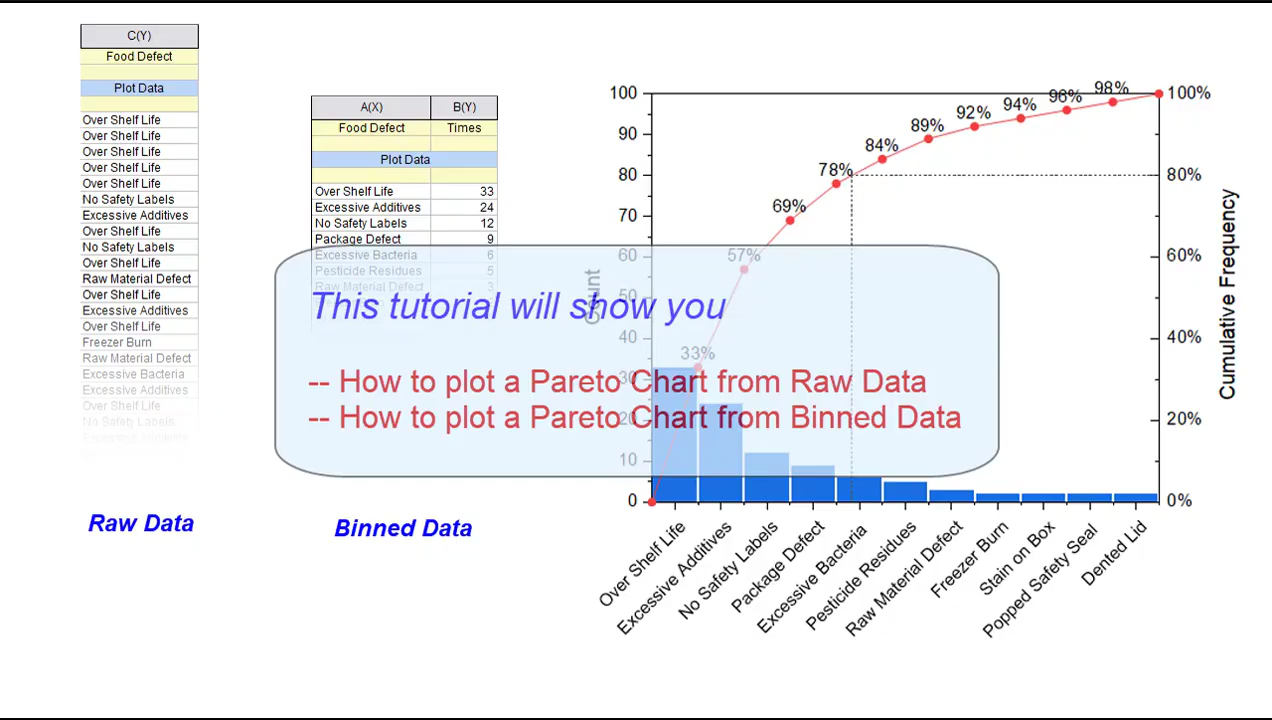 C(Y)
Food Defect
Plot Data
Over Shelf Life
Over Shelf Life
Over Shelf Life
Over Shelf Life
Over Shelf Life
No Safety Labels
Excessive Additives
Over Shelf Life
No Safety Labels
Over Shelf Life
Raw Material Defect
Over Shelf Life
Excessive Additives
Over Shelf Life
Freezer Burn
Raw Material Defect
Excessive Bacteria
Excessive Additives
Over Shelf Life
No Safety Labels
Raw Data
A(X) B(Y)
Food Defect Times
Plot Data
Over Shelf Life 33
Excessive Additives 24
No Safety Labels 12
Package Defect 9
Excessive Bacteria 6
Pesticide Residues 5
Raw Material Defect 3
Binned Data
This tutorial will show you
-- How to plot a Pareto Chart from Raw Data
-- How to plot a Pareto Chart from Binned Data
Count
100
90
80
70
60
50
40
30
20
10
0
33%
57%
69%
78%
84%
89%
92%
94%
96%
98%
100%
80%
60%
40%
20%
0%
Cumulative Frequency
Over Shelf Life
Excessive Additives
No Safety Labels
Package Defect
Excessive Bacteria
Pesticide Residues
Raw Material Defect
Freezer Burn
Stain on Box
Popped Safety Seal
Dented Lid